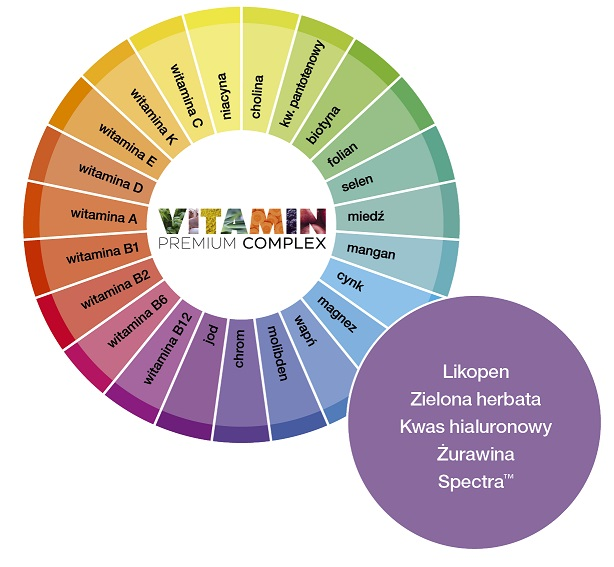 VITAMIN
PREMIUM COMPLEX
cholina
kw. pantotenowy
biotyna
folian
selen
miedź
mangan
cynk
magnez
wapń
molibden
chrom
jod
witamina B12
witamina B6
witamina B2
witamina B1
witamina A
witamina D
witamina E
witamina K
witamina C
niacyna
Likopen
Zielona herbata
Kwas hialuronowy
Żurawina
Spectra™